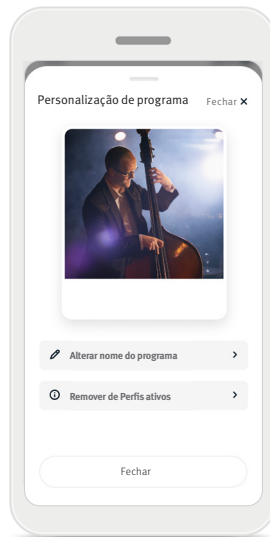 Personalização de programa
Fechar ×
Alterar nome do programa
Remover de Perfis ativos
Fechar